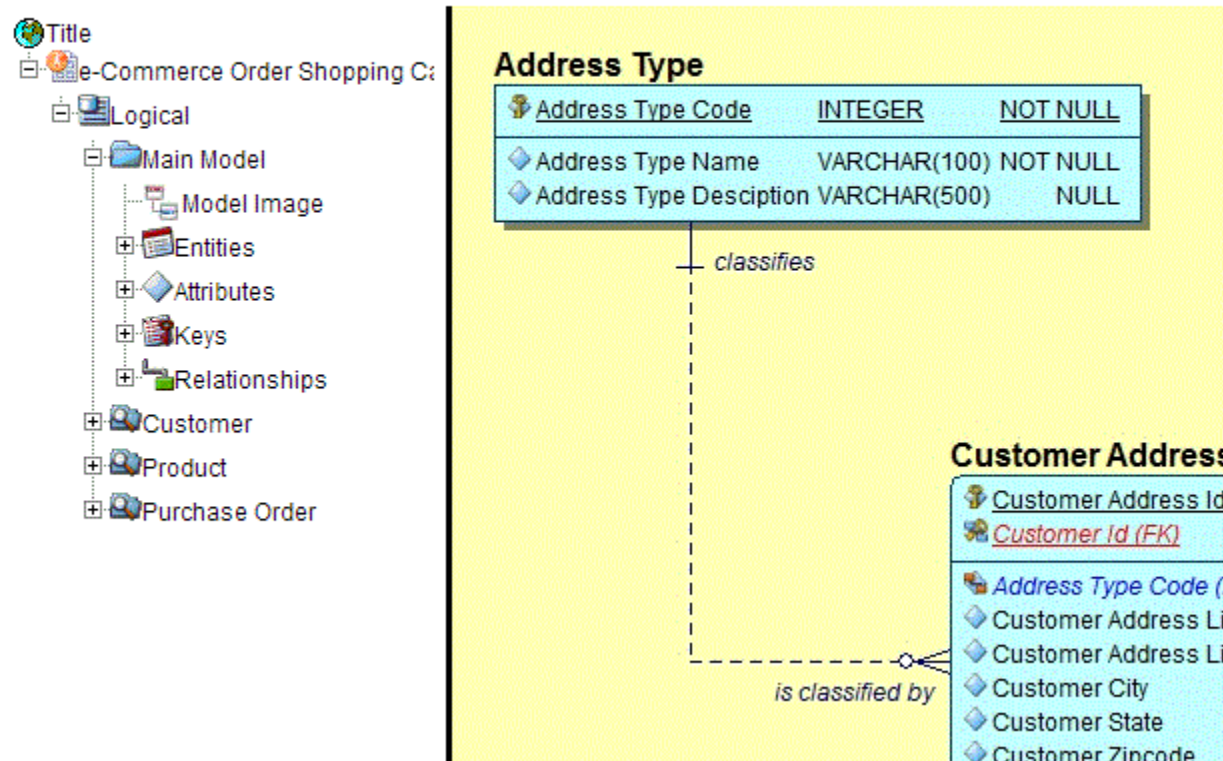 Title
e-Commerce Order Shopping
Logical
Main Model
Model Image
Entities
Attributes
Keys
Relationships
Customer
Product
Purchase Order
Address Type
Address Type Code INTEGER NOT NULL
Address Type Name VARCHAR(100) NOT NULL
Address Type Desciption VARCHAR(500) NULL
classifies
Customer Address
Customer Address Id
Customer Id (FK)
Address Type Code (
Customer Address
Customer Address
is classified by
Customer City
Customer State
Customer Zipcode